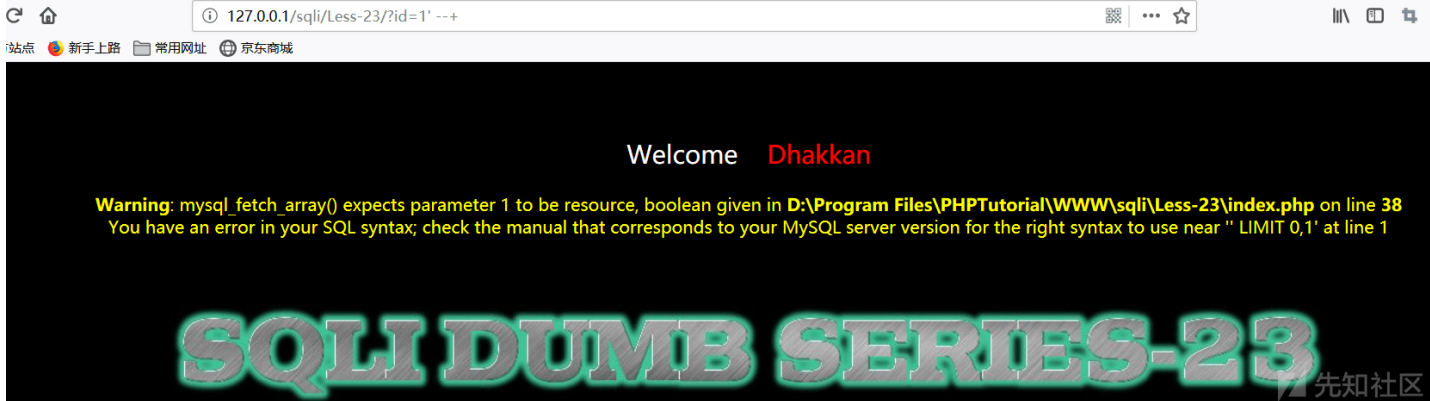 127.0.0.1/sqli/Less-23/?id=1' --+
站点 新手上路 常用网址 京东商城
Welcome Dhakkan
Warning: mysql_fetch_array() expects parameter 1 to be resource, boolean given in D:\Program Files\PHPTutorial\WWW\sqli\Less-23\index.php on line 38
You have an error in your SQL syntax; check the manual that corresponds to your MySQL server version for the right syntax to use near '' LIMIT 0,1' at line 1
SQLI DUMB SERIES-23
先知社区